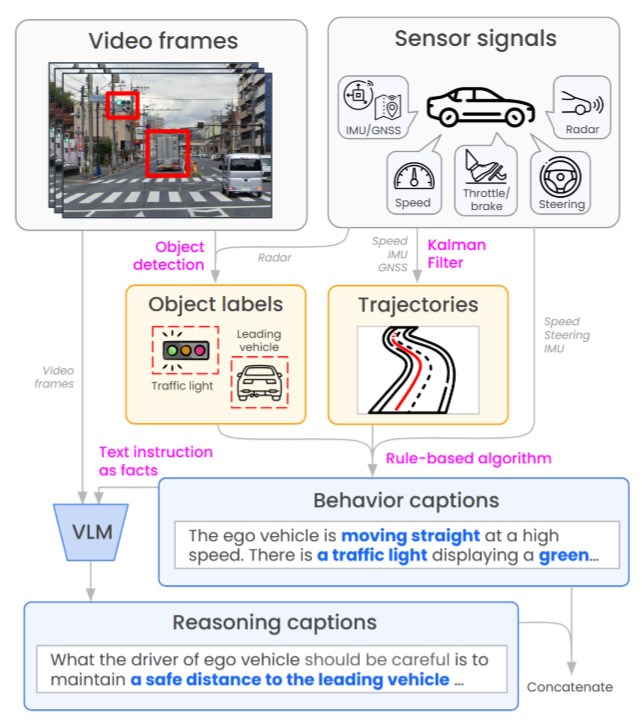 Video frames
Sensor signals
IMU/GNSS
Radar
Speed
Throttle/
brake
Steering
Object
detection
Radar
Speed
IMU
GNSS
Kalman
Filter
Object labels
Traffic light
Leading
vehicle
Trajectories
Speed
Steering
IMU
Video
frames
Text instruction
as facts
Rule-based algorithm
VLM
Behavior captions
The ego vehicle is moving straight at a high
speed. There is a traffic light displaying a green...
Reasoning captions
What the driver of ego vehicle should be careful is to
maintain a safe distance to the leading vehicle ...
Concatenate